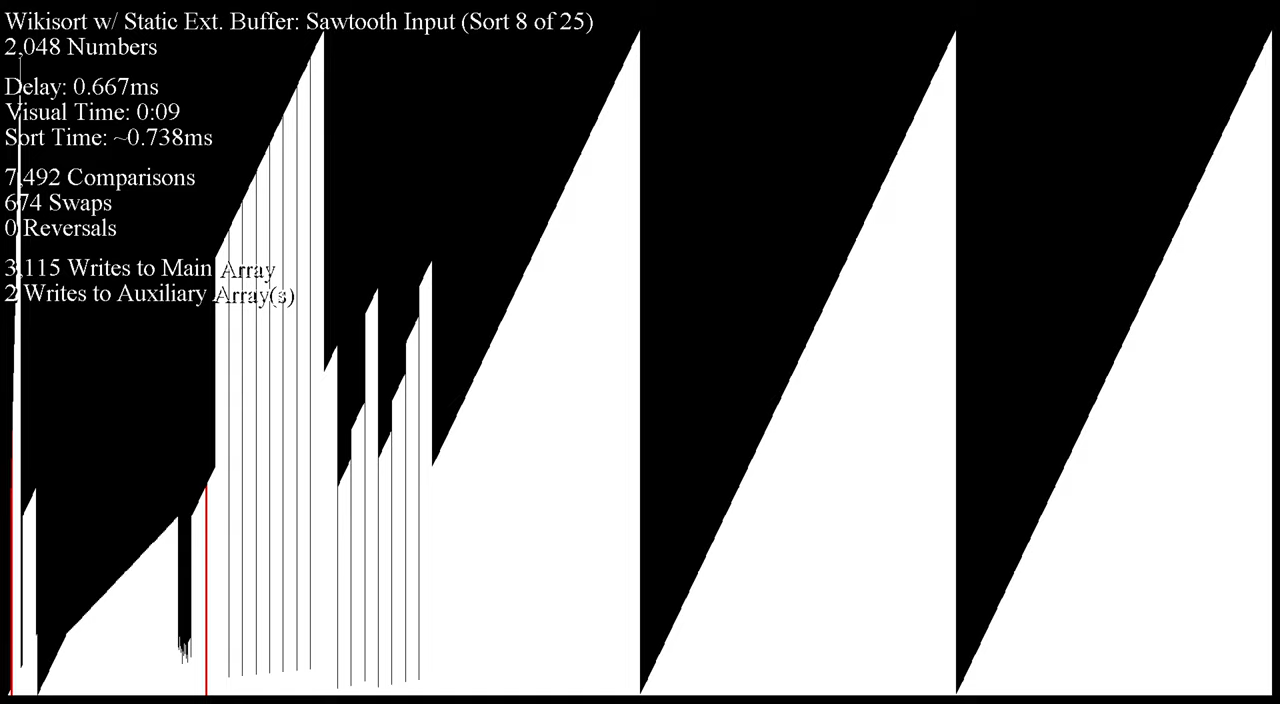 Wikisort w/ Static Ext. Buffer: Sawtooth Input (Sort 8 of 25)
2,048 Numbers
Delay: 0.667ms
Visual Time: 0:09
Sort Time: ~0.738ms
7,492 Comparisons
674 Swaps
0 Reversals
3,115 Writes to Main Array
2 Writes to Auxiliary Array(s)